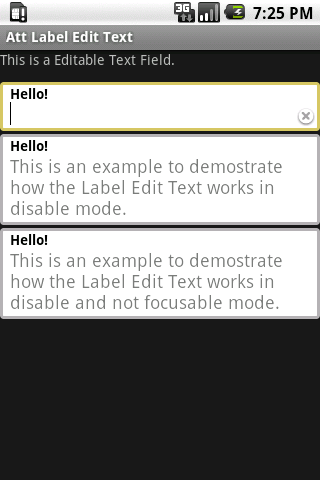 3G
7:25 PM
Att Label Edit Text
This is a Editable Text Field.
Hello!
Hello!
This is an example to demostrate
how the Label Edit Text works in
disable mode.
Hello!
This is an example to demostrate
how the Label Edit Text works in
disable and not focusable mode.